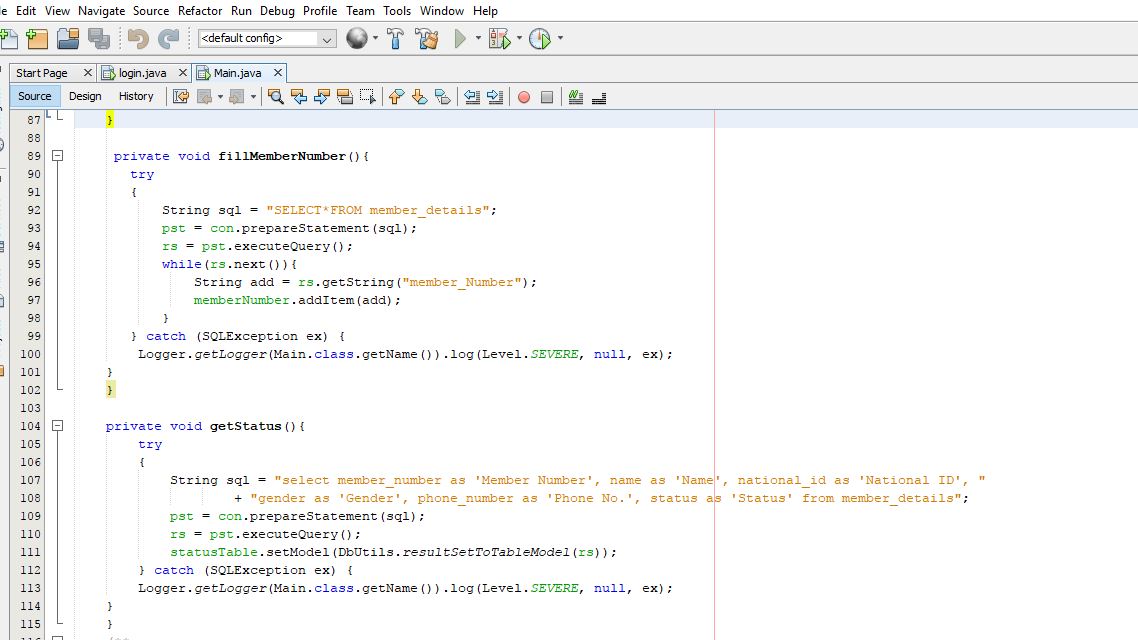 Edit View Navigate Source Refactor Run Debug Profile Team Tools Window Help
<default config>
Start Page login.java Main.java
Source Design History
87 }
88
89 private void fillMemberNumber(){
90 try
91 {
92 String sql = "SELECT*FROM member_details";
93 pst = con.prepareStatement(sql);
94 rs = pst.executeQuery();
95 while(rs.next()){
96 String add = rs.getString("member_Number");
97 memberNumber.addItem(add);
98 }
99 } catch (SQLException ex) {
100 Logger.getLogger(Main.class.getName()).log(Level.SEVERE, null, ex);
101 }
102 }
103
104 private void getStatus(){
105 try
106 {
107 String sql = "select member_number as 'Member Number', name as 'Name', national_id as 'National ID', "
108 + "gender as 'Gender', phone_number as 'Phone No.', status as 'Status' from member_details";
109 pst = con.prepareStatement(sql);
110 rs = pst.executeQuery();
111 statusTable.setModel(DbUtils.resultSetToTableModel(rs));
112 } catch (SQLException ex) {
113 Logger.getLogger(Main.class.getName()).log(Level.SEVERE, null, ex);
114 }
115 }